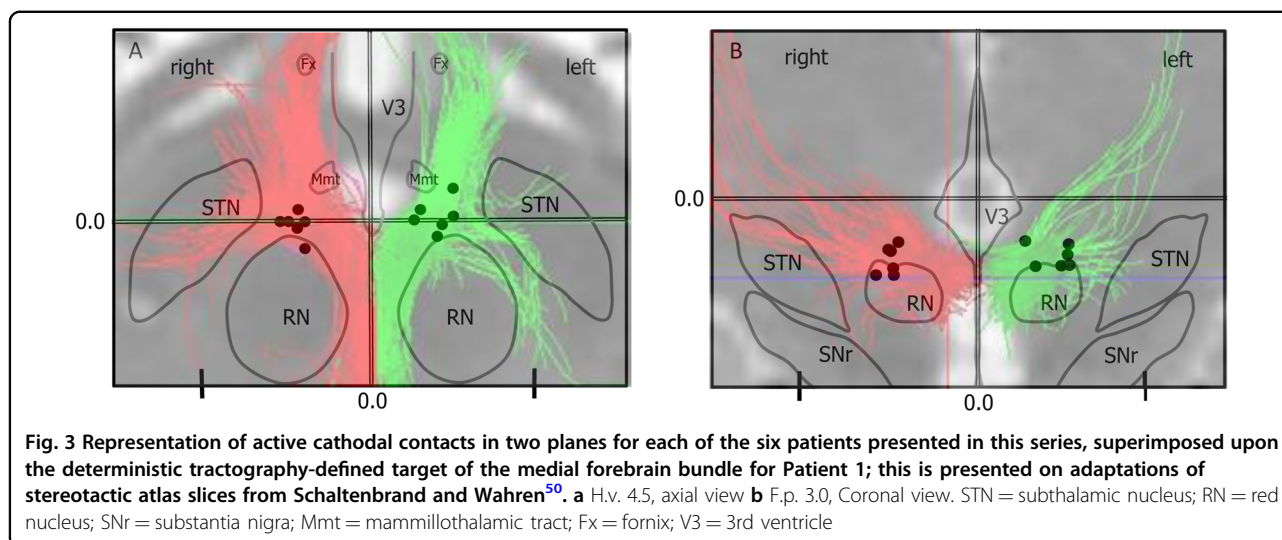 A
B
right
Fx
Fx
left
right
left
V3
Mmt
Mmt
STN
STN
0.0
0.0
V3
STN
STN
RN
RN
RN
RN
SNr
SNr
0.0
0.0
Fig. 3 Representation of active cathodal contacts in two planes for each of the six patients presented in this series, superimposed upon
the deterministic tractography-defined target of the medial forebrain bundle for Patient 1; this is presented on adaptations of
stereotactic atlas slices from Schaltenbrand and Wahren50. a H.v. 4.5, axial view b F.p. 3.0, Coronal view. STN = subthalamic nucleus; RN = red
nucleus; SNr = substantia nigra; Mmt = mammillothalamic tract; Fx = fornix; V3 = 3rd ventricle